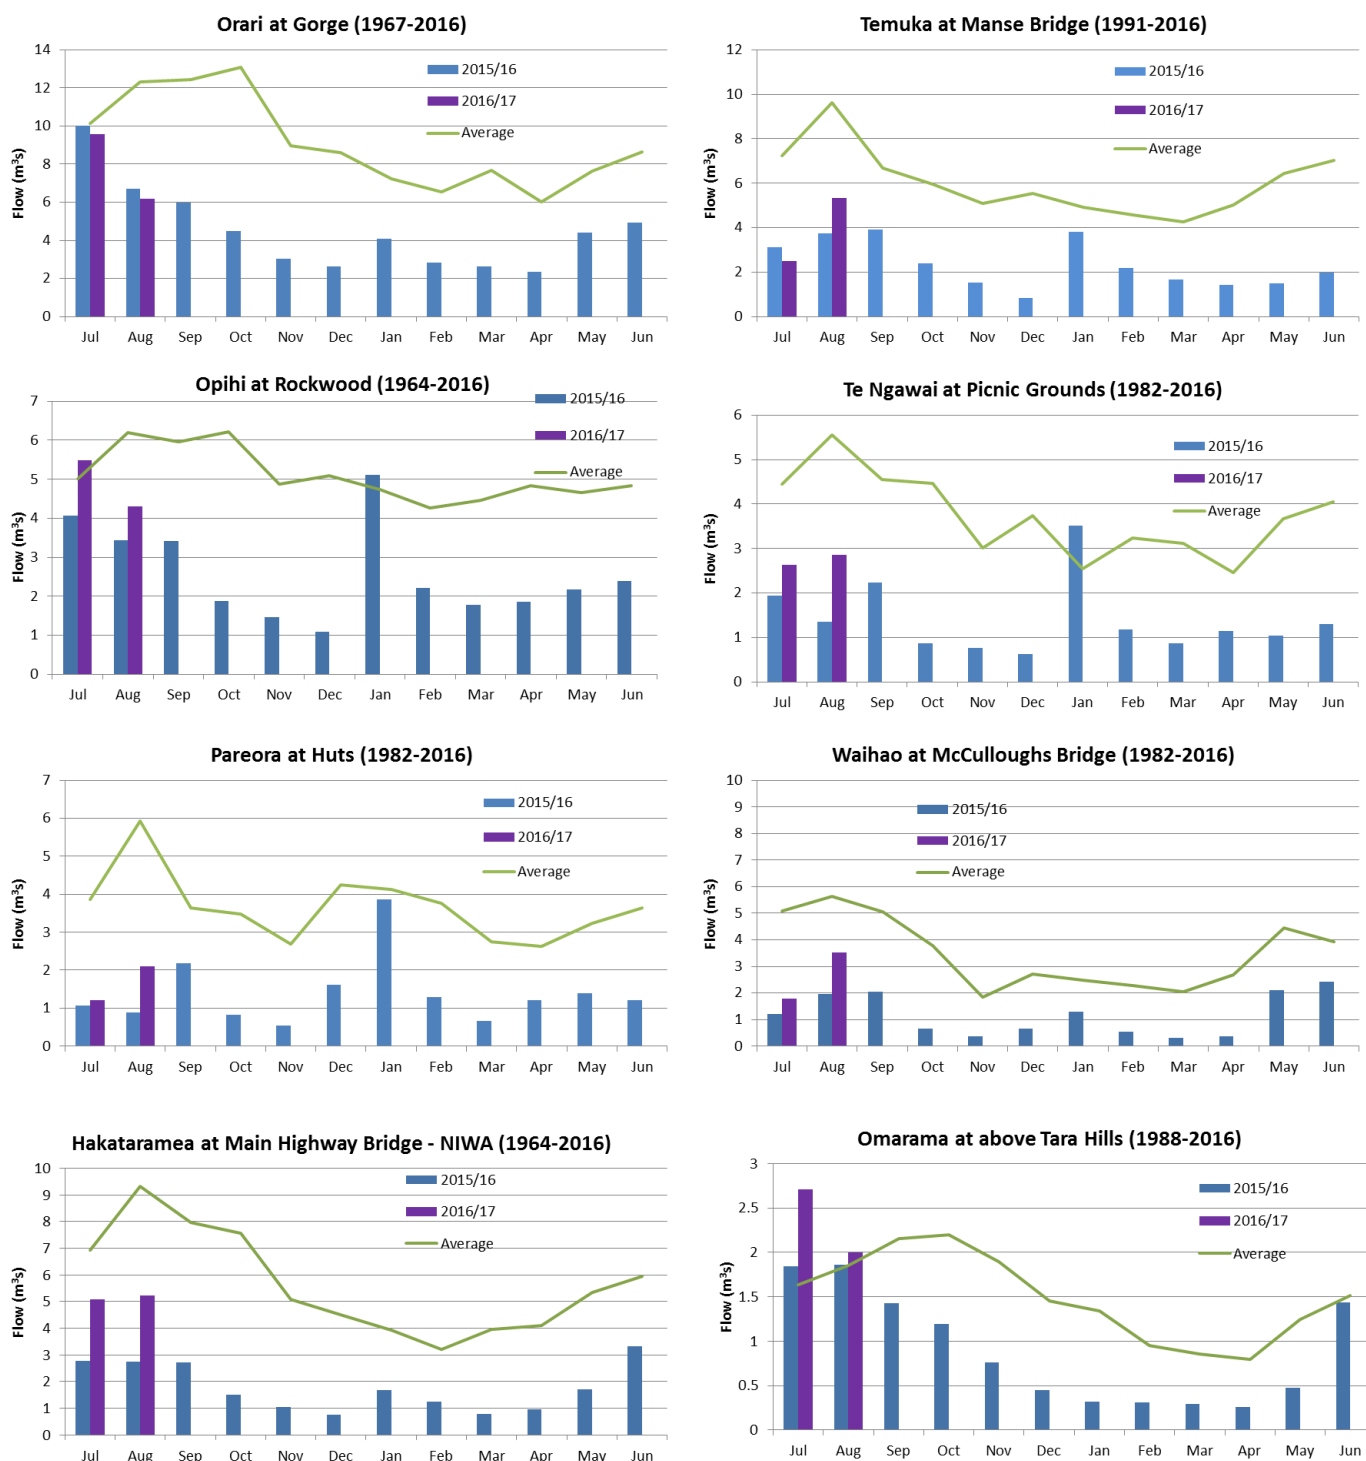 Orari at Gorge (1967-2016)
Flow (m³s)
14
12
10
8
6
4
2
0
Jul Aug Sep Oct Nov Dec Jan Feb Mar Apr May Jun
2015/16
2016/17
Average
Temuka at Manse Bridge (1991-2016)
Flow (m³s)
12
10
8
6
4
2
0
Jul Aug Sep Oct Nov Dec Jan Feb Mar Apr May Jun
2015/16
2016/17
Average
Opihi at Rockwood (1964-2016)
Flow (m³s)
7
6
5
4
3
2
1
0
Jul Aug Sep Oct Nov Dec Jan Feb Mar Apr May Jun
2015/16
2016/17
Average
Te Ngawai at Picnic Grounds (1982-2016)
Flow (m³s)
6
5
4
3
2
1
0
Jul Aug Sep Oct Nov Dec Jan Feb Mar Apr May Jun
2015/16
2016/17
Average
Pareora at Huts (1982-2016)
Flow (m³s)
7
6
5
4
3
2
1
0
Jul Aug Sep Oct Nov Dec Jan Feb Mar Apr May Jun
2015/16
2016/17
Average
Waihao at McCulloughs Bridge (1982-2016)
Flow (m³s)
10
9
8
7
6
5
4
3
2
1
0
Jul Aug Sep Oct Nov Dec Jan Feb Mar Apr May Jun
2015/16
2016/17
Average
Hakataramea at Main Highway Bridge - NIWA (1964-2016)
Flow (m³s)
10
9
8
7
6
5
4
3
2
1
0
Jul Aug Sep Oct Nov Dec Jan Feb Mar Apr May Jun
2015/16
2016/17
Average
Omarama at above Tara Hills (1988-2016)
Flow (m³s)
3
2.5
2
1.5
1
0.5
0
Jul Aug Sep Oct Nov Dec Jan Feb Mar Apr May Jun
2015/16
2016/17
Average